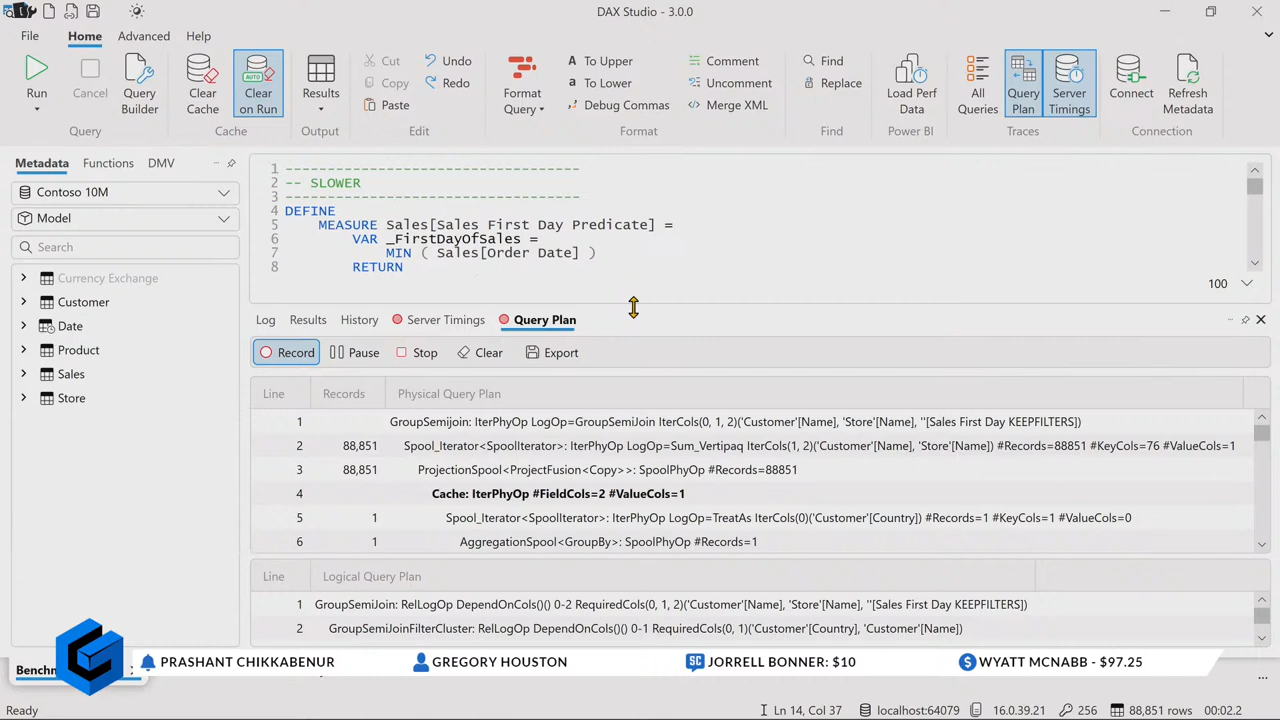 DAX Studio - 3.0.0
File Home Advanced Help
Run Cancel Query Builder Clear Cache Clear on Run Results Cut Copy Paste Undo Redo Format Query To Upper To Lower Debug Commas Comment Uncomment Merge XML Find Replace Load Perf Data All Queries Query Plan Server Timings Connect Refresh Metadata
AUTO
Query Cache Output Edit Format Find Power BI Traces Connection
Metadata Functions DMV
Contoso 10M
Model
Search
Currency Exchange
Customer
Date
Product
Sales
Store
1 -----------------------------------
2 -- SLOWER
3 -----------------------------------
4 DEFINE
5 MEASURE Sales[Sales First Day Predicate] =
6 VAR _FirstDayOfSales =
7 MIN ( Sales[Order Date] )
8 RETURN
100
Log Results History Server Timings Query Plan
Record Pause Stop Clear Export
Line Records Physical Query Plan
1 GroupSemijoin: IterPhyOp LogOp=GroupSemiJoin IterCols(0, 1, 2)('Customer'[Name], 'Store'[Name], ''[Sales First Day KEEPFILTERS])
2 88,851 Spool_Iterator<SpoolIterator>: IterPhyOp LogOp=Sum_Vertipaq IterCols(1, 2)('Customer'[Name], 'Store'[Name]) #Records=88851 #KeyCols=76 #ValueCols=1
3 88,851 ProjectionSpool<ProjectFusion<Copy>>: SpoolPhyOp #Records=88851
4 Cache: IterPhyOp #FieldCols=2 #ValueCols=1
5 1 Spool_Iterator<SpoolIterator>: IterPhyOp LogOp=TreatAs IterCols(0)('Customer'[Country]) #Records=1 #KeyCols=1 #ValueCols=0
6 1 AggregationSpool<GroupBy>: SpoolPhyOp #Records=1
Line Logical Query Plan
1 GroupSemiJoin: RelLogOp DependOnCols()() 0-2 RequiredCols(0, 1, 2)('Customer'[Name], 'Store'[Name], ''[Sales First Day KEEPFILTERS])
2 GroupSemiJoinFilterCluster: RelLogOp DependOnCols()() 0-1 RequiredCols(0, 1)('Customer'[Country], 'Customer'[Name])
PRASHANT CHIKKABENUR GREGORY HOUSTON SC JORRELL BONNER: $10 WYATT MCNABB - $97.25
Ready Ln 14, Col 37 localhost:64079 16.0.39.21 256 88,851 rows 00:02.2